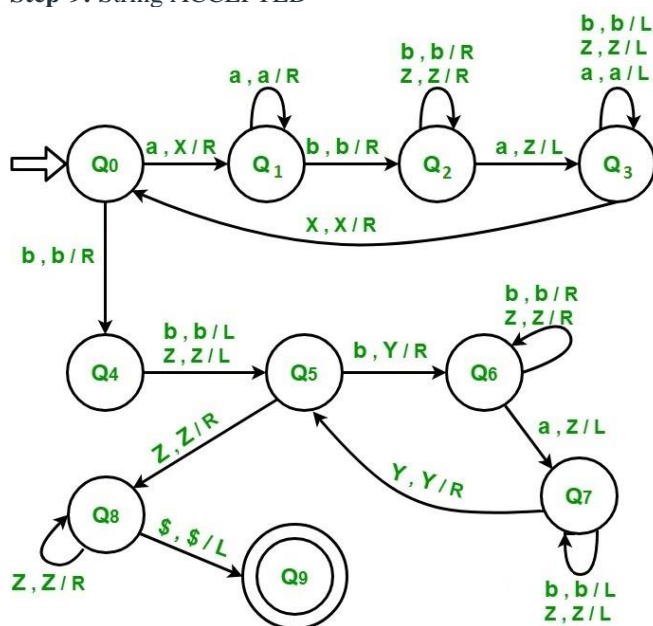 Step-9: String ACCEPTED
b , b / L
Z , Z / L
a , a / L
b , b / R
Z , Z / R
a , a / R
Q0
a , X / R
Q1
b , b / R
Q2
a , Z / L
Q3
X , X / R
b , b / R
b , b / R
Z , Z / R
b , b / L
Z , Z / L
Q4
Q5
b , Y / R
Q6
a , Z / L
Z , Z / R
Y , Y / R
Q7
Q8
$ , $ / L
Q9
Z , Z / R
b , b / L
Z , Z / L